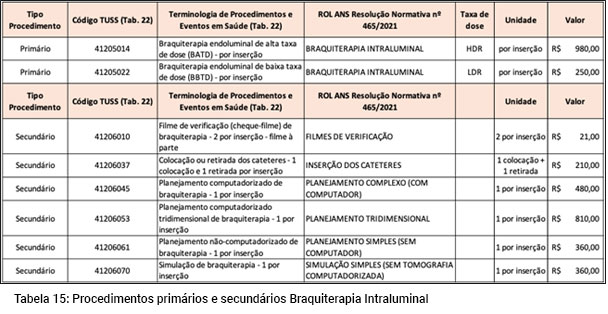 Tipo Procedimento Código TUSS (Tab. 22) Terminologia de Procedimentos e Eventos em Saúde (Tab. 22) ROL ANS Resolução Normativa nº 465/2021 Taxa de dose Unidade Valor
Primário 41205014 Braquiterapia endoluminal de alta taxa de dose (BATD) - por inserção BRAQUITERAPIA INTRALUMINAL HDR por inserção R$ 980,00
Primário 41205022 Braquiterapia endoluminal de baixa taxa de dose (BBTD) - por inserção BRAQUITERAPIA INTRALUMINAL LDR por inserção R$ 250,00
Tipo Procedimento Código TUSS (Tab. 22) Terminologia de Procedimentos e Eventos em Saúde (Tab. 22) ROL ANS Resolução Normativa nº 465/2021 Unidade Valor
Secundário 41206010 Filme de verificação (cheque-filme) de braquiterapia - 2 por inserção - filme à parte FILMES DE VERIFICAÇÃO 2 por inserção R$ 21,00
Secundário 41206037 Colocação ou retirada dos cateteres - 1 colocação e 1 retirada por inserção INSERÇÃO DOS CATETERES 1 colocação + 1 retirada R$ 210,00
Secundário 41206045 Planejamento computadorizado de braquiterapia - 1 por inserção PLANEJAMENTO COMPLEXO (COM COMPUTADOR) 1 por inserção R$ 480,00
Secundário 41206053 Planejamento computadorizado tridimensional de braquiterapia - 1 por inserção PLANEJAMENTO TRIDIMENSIONAL 1 por inserção R$ 810,00
Secundário 41206061 Planejamento não-computadorizado de braquiterapia - 1 por inserção PLANEJAMENTO SIMPLES (SEM COMPUTADOR) 1 por inserção R$ 360,00
Secundário 41206070 Simulação de braquiterapia - 1 por inserção SIMULAÇÃO SIMPLES (SEM TOMOGRAFIA COMPUTADORIZADA) 1 por inserção R$ 360,00
Tabela 15: Procedimentos primários e secundários Braquiterapia Intraluminal